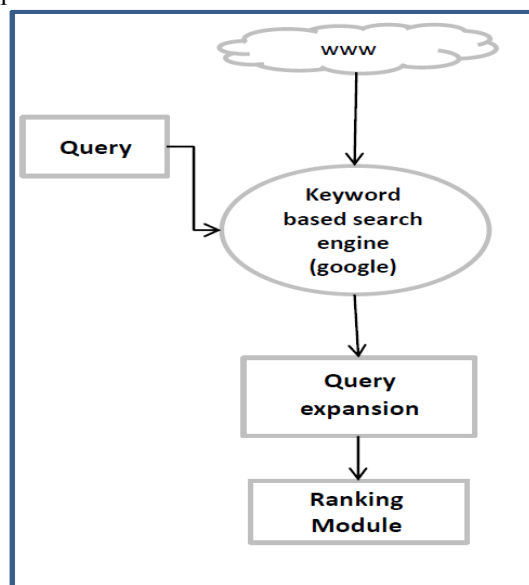 www
Query
Keyword
based search
engine
(google)
Query
expansion
Ranking
Module